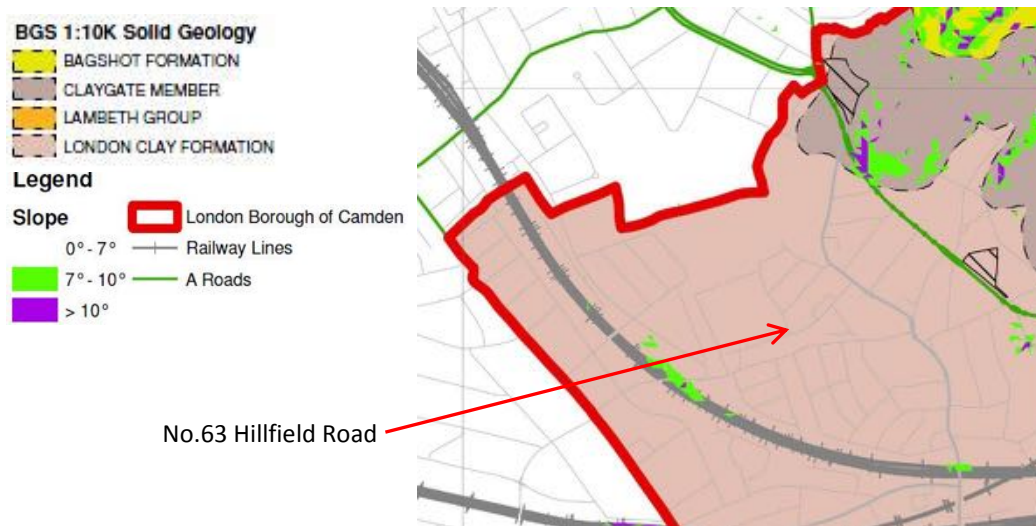 BGS 1:10K Solid Geology
BAGSHOT FORMATION
CLAYGATE MEMBER
LAMBETH GROUP
LONDON CLAY FORMATION
Legend
Slope
London Borough of Camden
0° - 7°
Railway Lines
7° - 10°
A Roads
> 10°
No.63 Hillfield Road